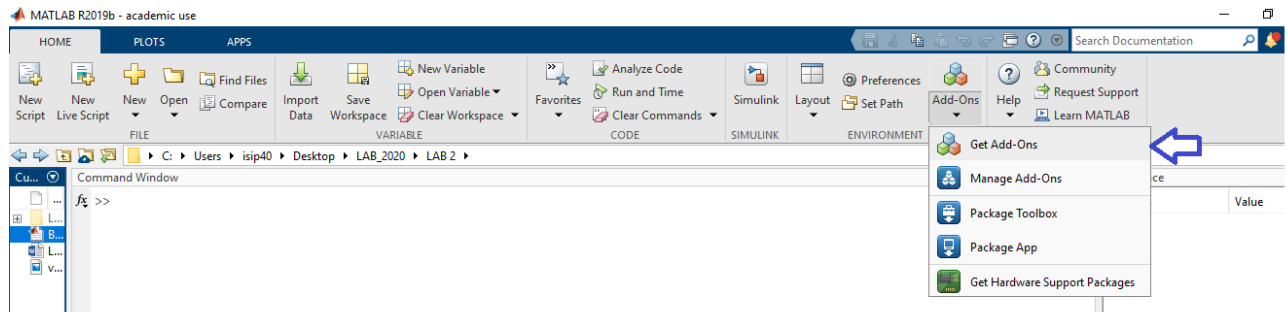 MATLAB R2019b - academic use
HOME PLOTS APPS Search Documentation
New Script
New Live Script
New
Open
Find Files
Compare
FILE
Import Data
Save Workspace
New Variable
Open Variable
Clear Workspace
VARIABLE
Favorites
Analyze Code
Run and Time
Clear Commands
CODE
Simulink
SIMULINK
Layout
Preferences
Set Path
ENVIRONMENT
Add-Ons
Help
Community
Request Support
Learn MATLAB
C: Users isip40 Desktop LAB_2020 LAB 2
Cu...
Command Window
ce
Value
fx >>
...
L...
B...
L...
v...
Get Add-Ons
Manage Add-Ons
Package Toolbox
Package App
Get Hardware Support Packages